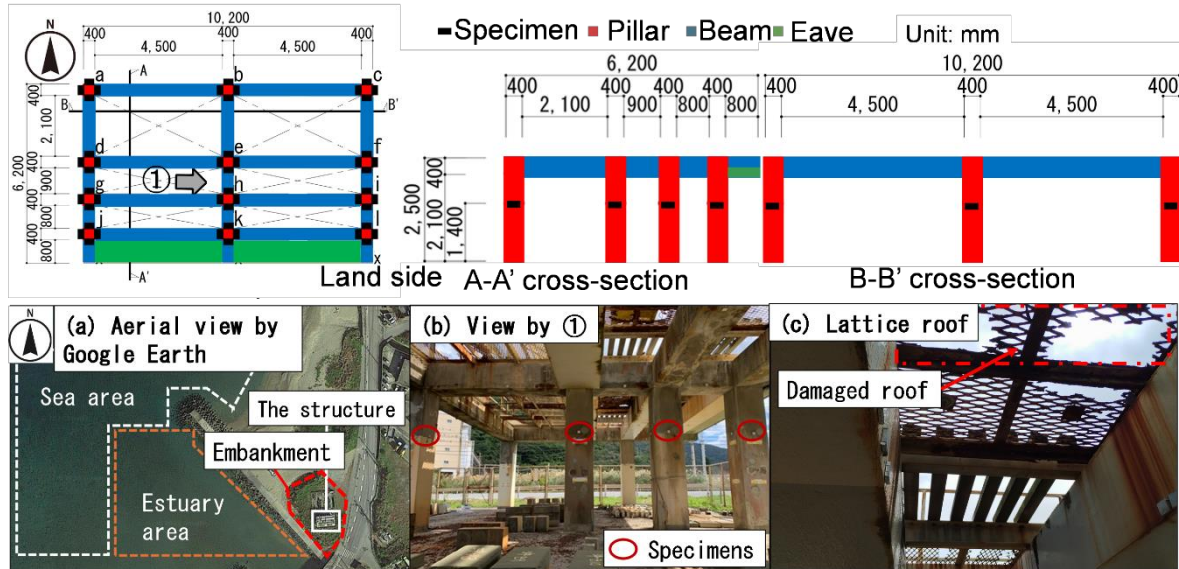 N
10, 200
400
400
400
4, 500
4, 500
a
b
c
A
B
B'
400
2, 100
6, 200
400
900
400
800
400
800
d
e
f
①
g
h
i
j
k
l
x
A'
Land side
Specimen
Pillar
Beam
Eave
Unit: mm
6, 200
400
400
400
400
2, 100
900
800
800
2, 500
400
2, 100
1, 400
A-A' cross-section
10, 200
400
400
400
4, 500
4, 500
B-B' cross-section
N
(a) Aerial view by
Google Earth
Sea area
The structure
Embankment
Estuary
area
(b) View by ①
Specimens
(c) Lattice roof
Damaged roof